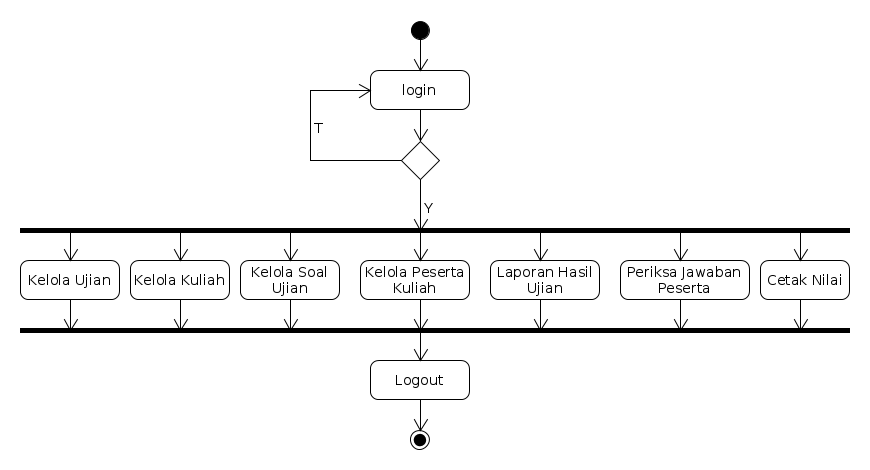 login
T
Y
Kelola Ujian
Kelola Kuliah
Kelola Soal
Ujian
Kelola Peserta
Kuliah
Laporan Hasil
Ujian
Periksa Jawaban
Peserta
Cetak Nilai
Logout